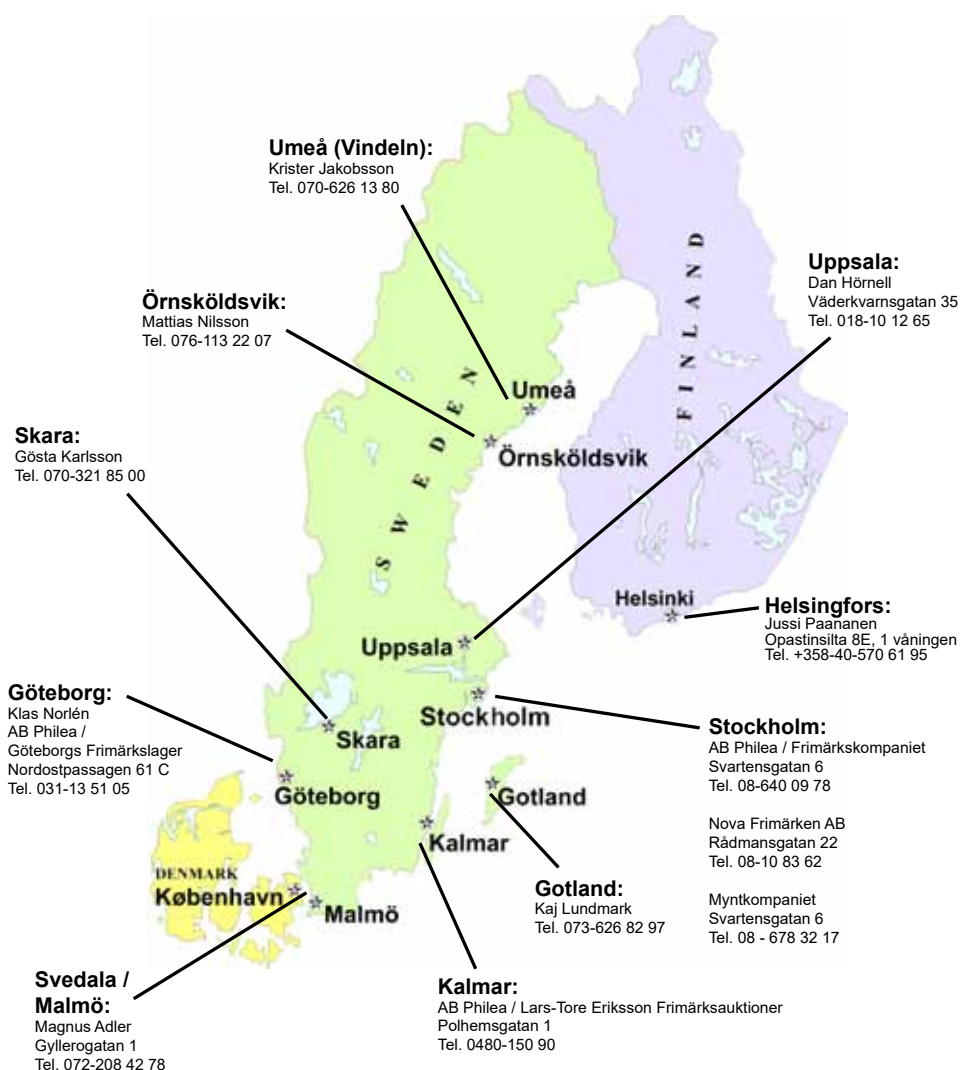 Umeå (Vindeln):
Krister Jakobsson
Tel. 070-626 13 80
Uppsala:
Dan Hörnell
Väderkvarnsgatan 35
Tel. 018-10 12 65
Örnsköldsvik:
Mattias Nilsson
Tel. 076-113 22 07
Skara:
Gösta Karlsson
Tel. 070-321 85 00
SWEDEN
FINLAND
Umeå
Örnsköldsvik
Helsinki
Helsingfors:
Jussi Paananen
Opastinsilta 8E, 1 våningen
Tel. +358-40-570 61 95
Uppsala
Stockholm
Skara
Göteborg:
Klas Norlén
AB Philea /
Göteborgs Frimärkslager
Nordostpassagen 61 C
Tel. 031-13 51 05
Göteborg
Gotland
Kalmar
Stockholm:
AB Philea / Frimärkskompaniet
Svartensgatan 6
Tel. 08-640 09 78
Nova Frimärken AB
Rådmansgatan 22
Tel. 08-10 83 62
Myntkompaniet
Svartensgatan 6
Tel. 08 - 678 32 17
DENMARK
København
Malmö
Gotland:
Kaj Lundmark
Tel. 073-626 82 97
Svedala /
Malmö:
Magnus Adler
Gyllerogatan 1
Tel. 072-208 42 78
Kalmar:
AB Philea / Lars-Tore Eriksson Frimärksauktioner
Polhemsgatan 1
Tel. 0480-150 90